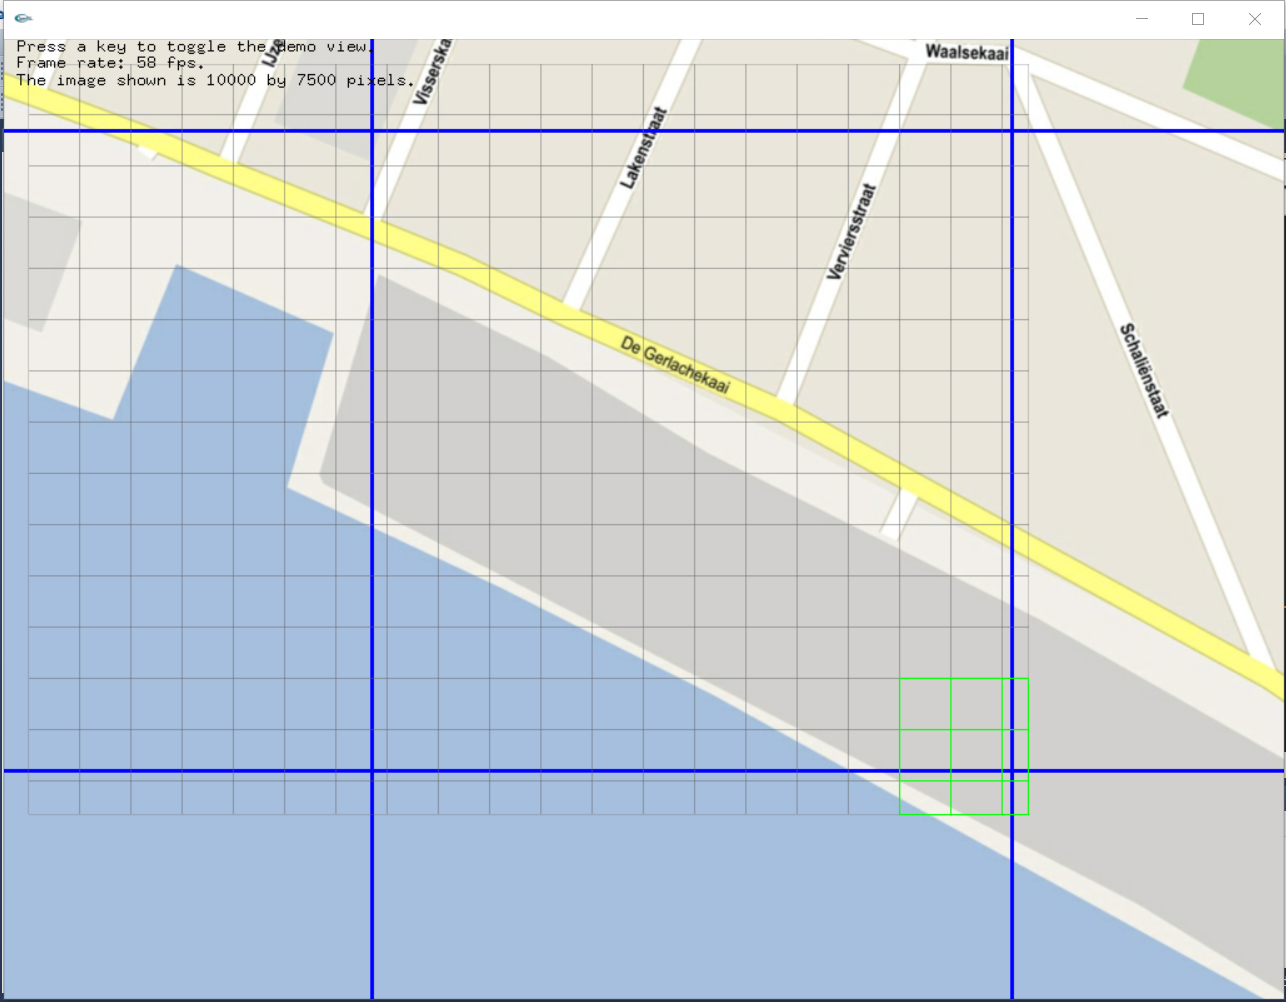 Press a key to toggle the demo view.
Frame rate: 58 fps.
The image shown is 10000 by 7500 pixels.
Waalsekaai
Lakenstraat
Verviersstraat
De Gerlachekaai
Schaliënstaat